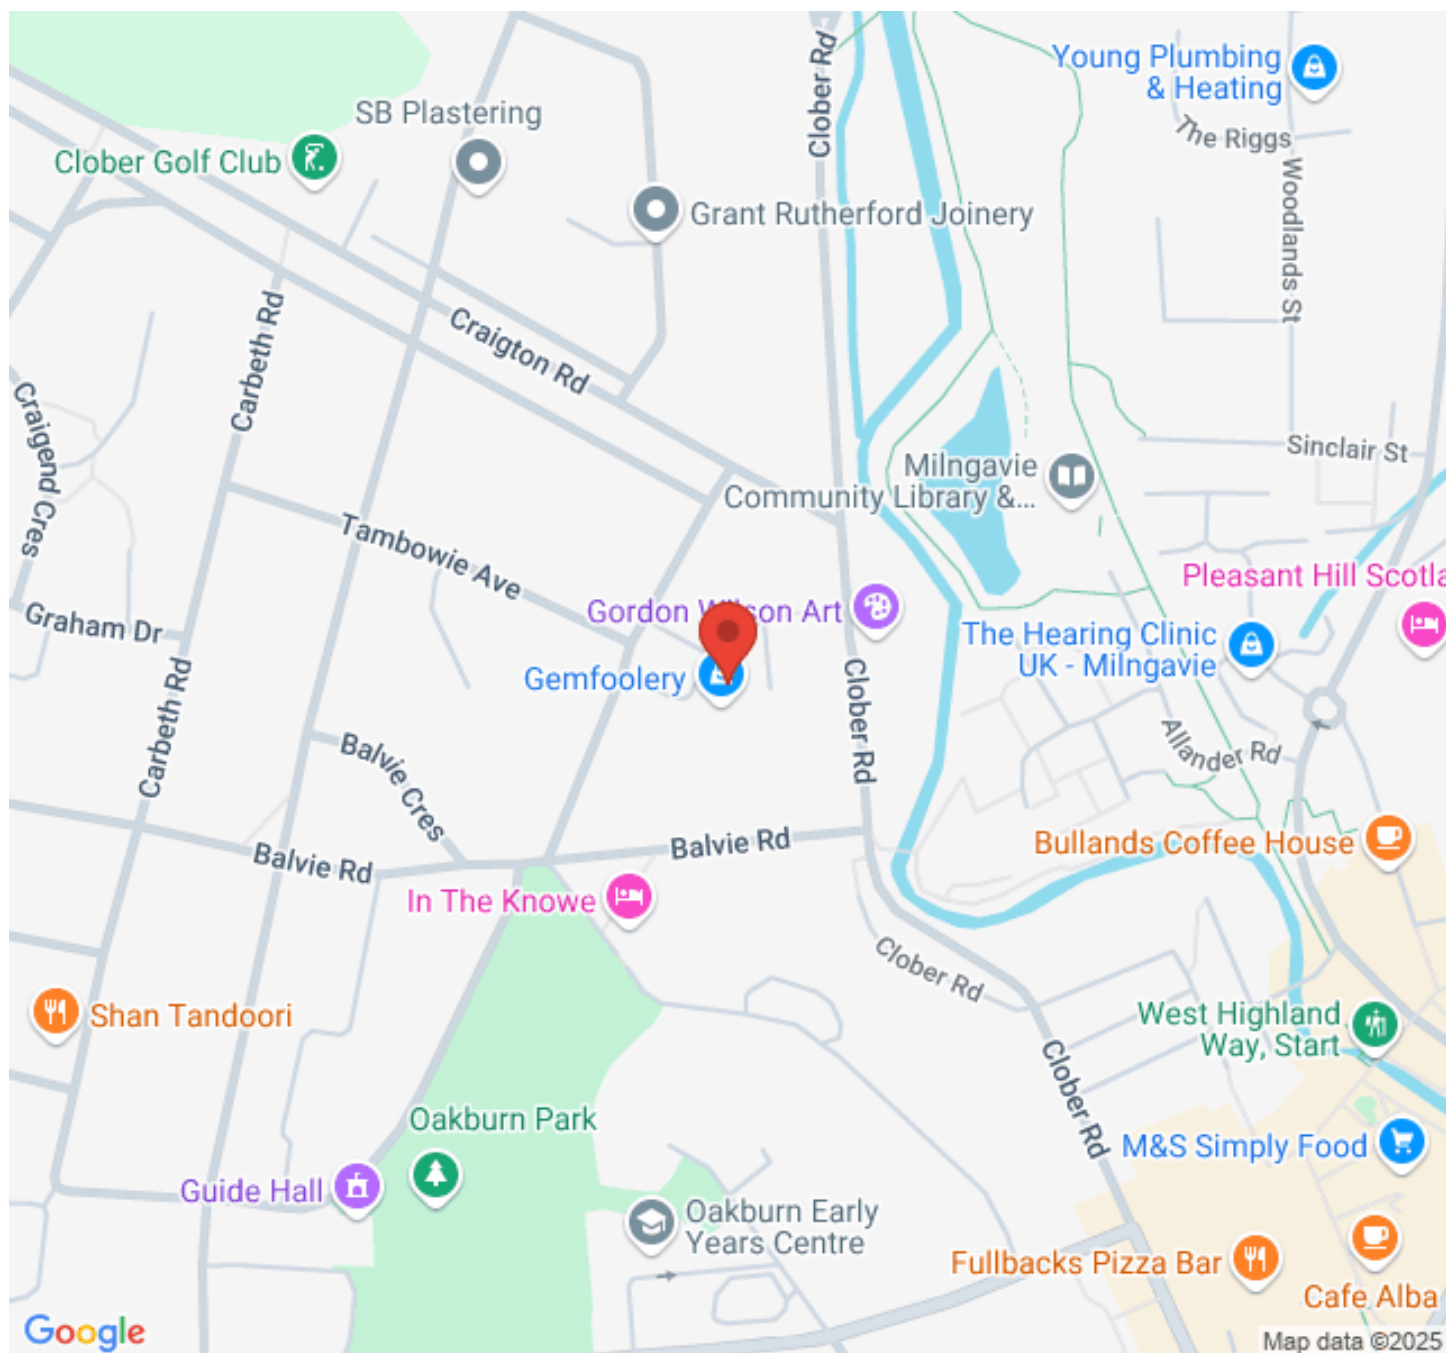 Young Plumbing
& Heating
Clober Rd
SB Plastering
The Riggs
Clober Golf Club
Woodlands St
Grant Rutherford Joinery
Craigton Rd
Carbeth Rd
Craigend Cres
Sinclair St
Milngavie
Community Library &...
Tambowie Ave
Pleasant Hill Scotla
Gordon Wilson Art
Graham Dr
The Hearing Clinic
UK - Milngavie
Gemfoolery
Clober Rd
Carbeth Rd
Allander Rd
Balvie Cres
Balvie Rd
Bullands Coffee House
Balvie Rd
In The Knowe
Clober Rd
Shan Tandoori
West Highland
Way, Start
Clober Rd
Oakburn Park
M&S Simply Food
Guide Hall
Oakburn Early
Years Centre
Fullbacks Pizza Bar
Cafe Alba
Google
Map data ©2025